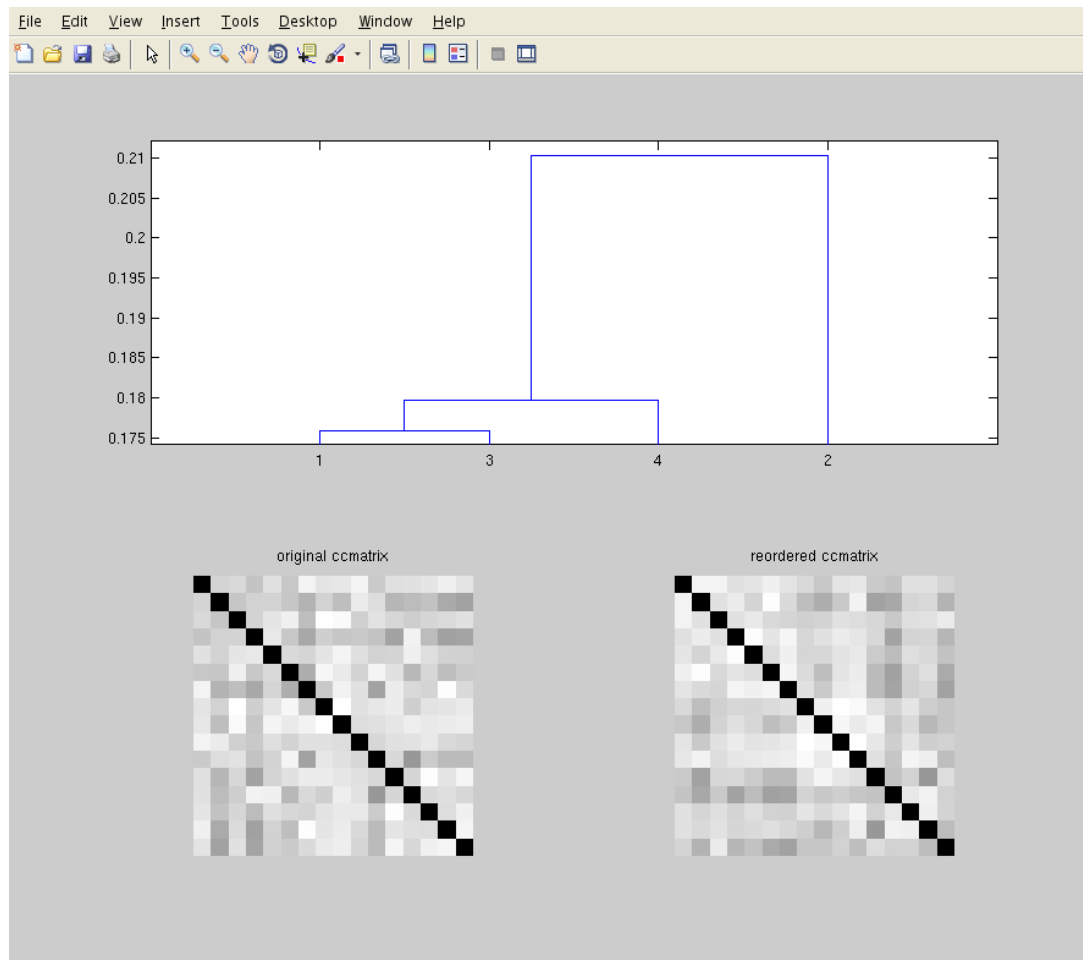 File Edit View Insert Tools Desktop Window Help
0.21
0.205
0.2
0.195
0.19
0.185
0.18
0.175
1 3 4 2
original ccmatrix reordered ccmatrix